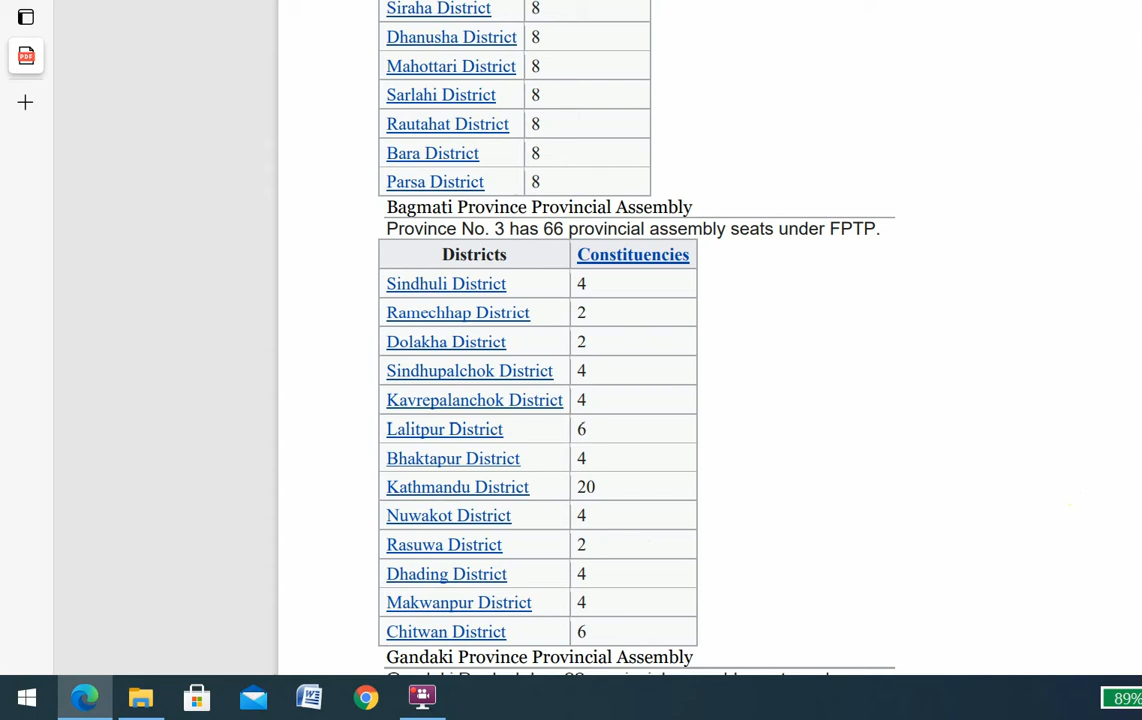 PDF
Siraha District 8
Dhanusha District 8
Mahottari District 8
Sarlahi District 8
Rautahat District 8
Bara District 8
Parsa District 8
Bagmati Province Provincial Assembly
Province No. 3 has 66 provincial assembly seats under FPTP.
Districts Constituencies
Sindhuli District 4
Ramechhap District 2
Dolakha District 2
Sindhupalchok District 4
Kavrepalanchok District 4
Lalitpur District 6
Bhaktapur District 4
Kathmandu District 20
Nuwakot District 4
Rasuwa District 2
Dhading District 4
Makwanpur District 4
Chitwan District 6
Gandaki Province Provincial Assembly
89%